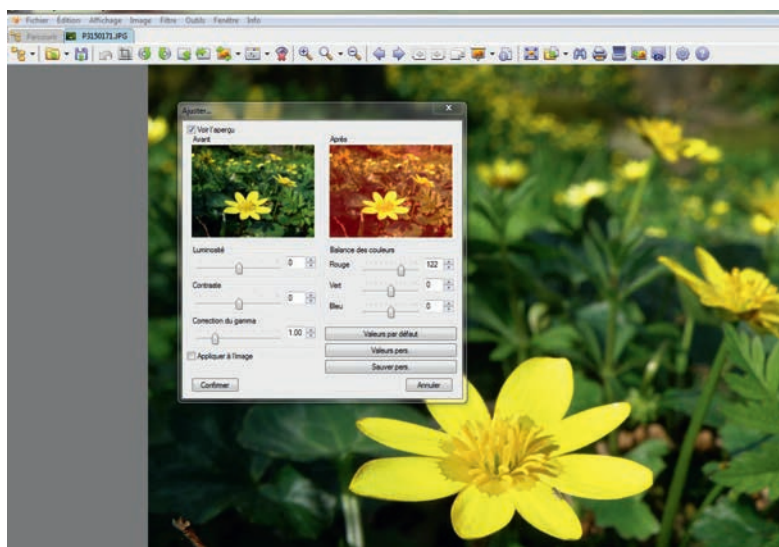 Fichier Édition Affichage Image Filtre Outils Fenêtre Info
Parcourir P3150171.JPG
Ajuster...
Voir l'aperçu
Avant Après
Luminosité
0
Contraste
0
Correction du gamma
1.00
Appliquer à l'image
Confirmer
Balance des couleurs
Rouge 122
Vert 0
Bleu 0
Valeurs par défaut
Valeurs pers.
Sauver pers.
Annuler